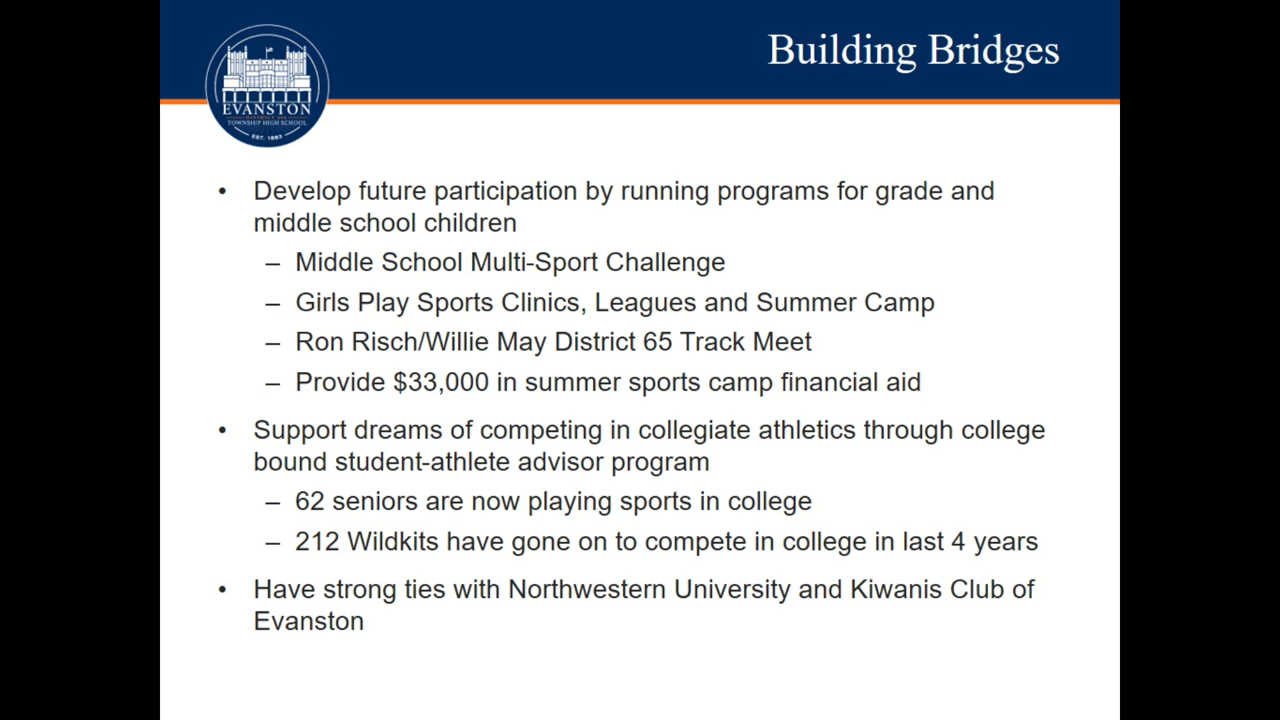 Building Bridges
EVANSTON
TOWNSHIP HIGH SCHOOL
EST. 1883
• Develop future participation by running programs for grade and
middle school children
– Middle School Multi-Sport Challenge
– Girls Play Sports Clinics, Leagues and Summer Camp
– Ron Risch/Willie May District 65 Track Meet
– Provide $33,000 in summer sports camp financial aid
• Support dreams of competing in collegiate athletics through college
bound student-athlete advisor program
– 62 seniors are now playing sports in college
– 212 Wildkits have gone on to compete in college in last 4 years
• Have strong ties with Northwestern University and Kiwanis Club of
Evanston